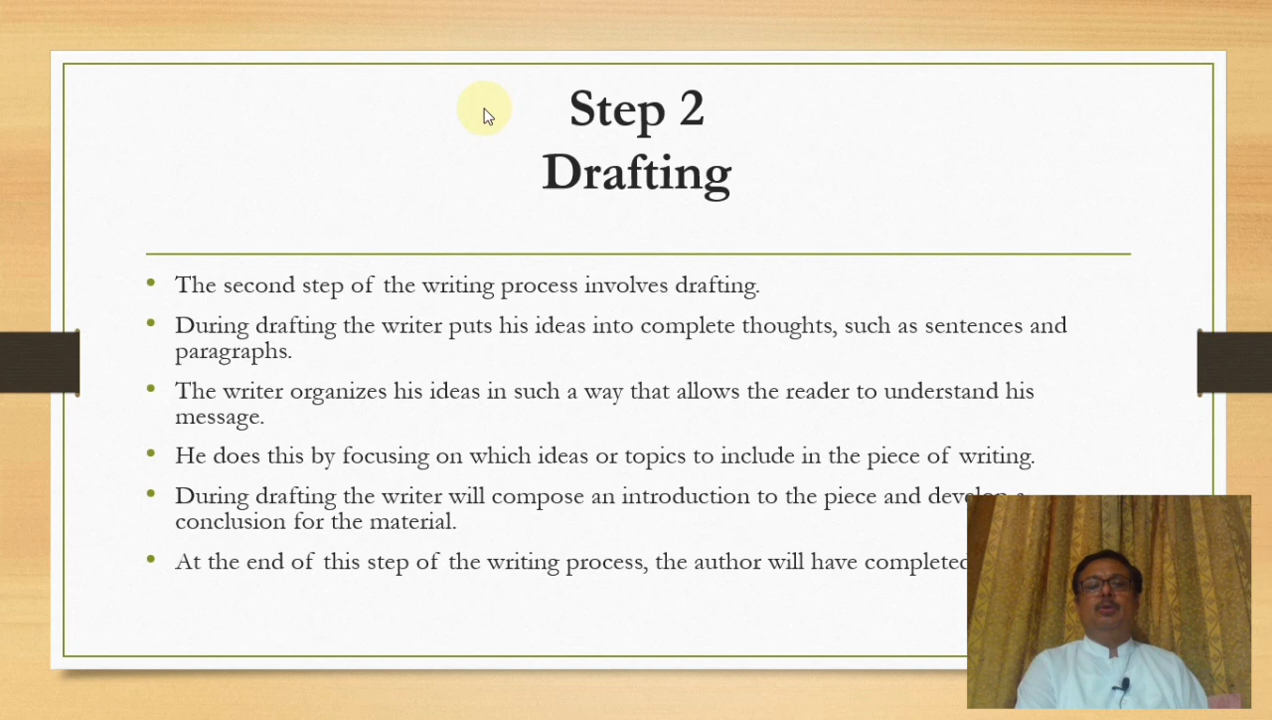 Step 2
Drafting
• The second step of the writing process involves drafting.
• During drafting the writer puts his ideas into complete thoughts, such as sentences and
paragraphs.
• The writer organizes his ideas in such a way that allows the reader to understand his
message.
• He does this by focusing on which ideas or topics to include in the piece of writing.
• During drafting the writer will compose an introduction to the piece and develop a
conclusion for the material.
• At the end of this step of the writing process, the author will have completed